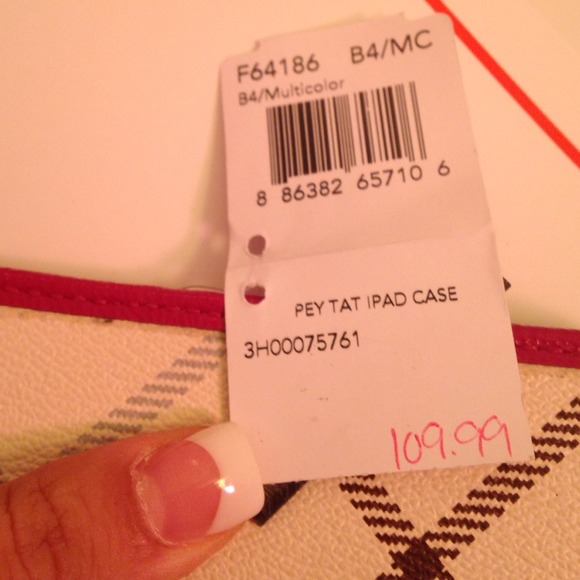 F64186 B4/MC
B4/Multicolor
8 86382 65710 6
PEY TAT IPAD CASE
3H00075761
109.99